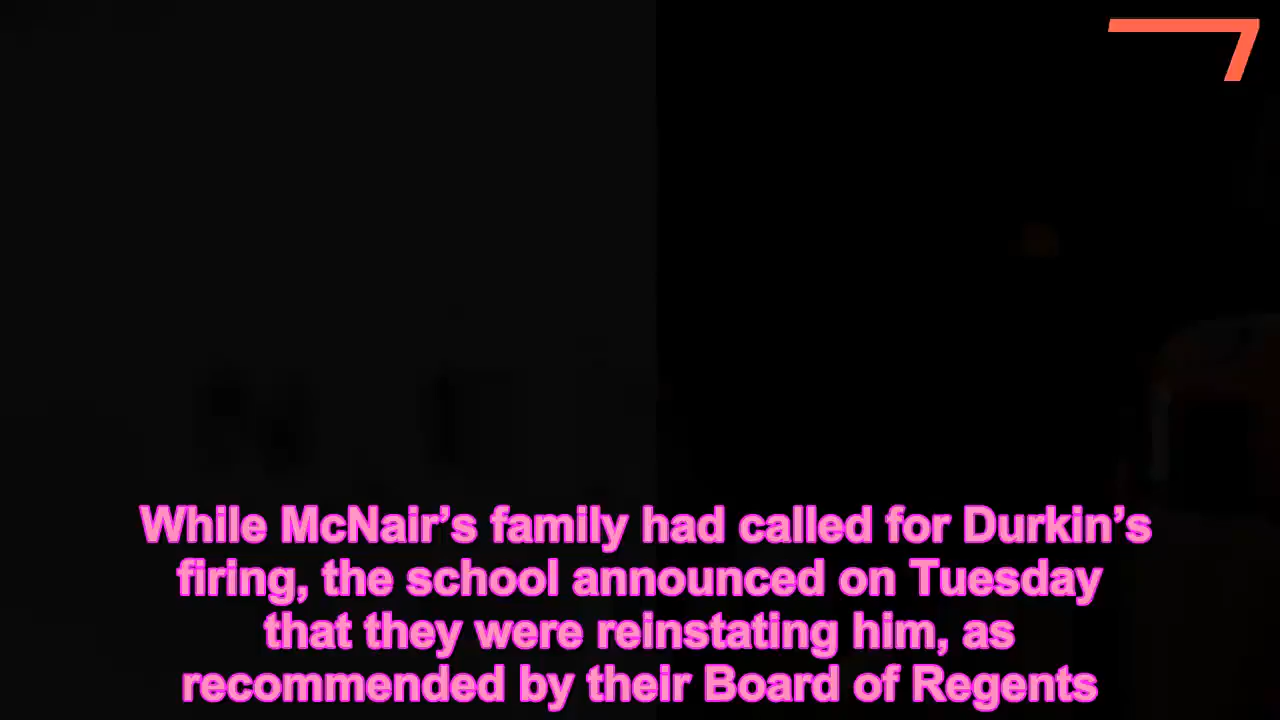 While McNair’s family had called for Durkin’s
firing, the school announced on Tuesday
that they were reinstating him, as
recommended by their Board of Regents